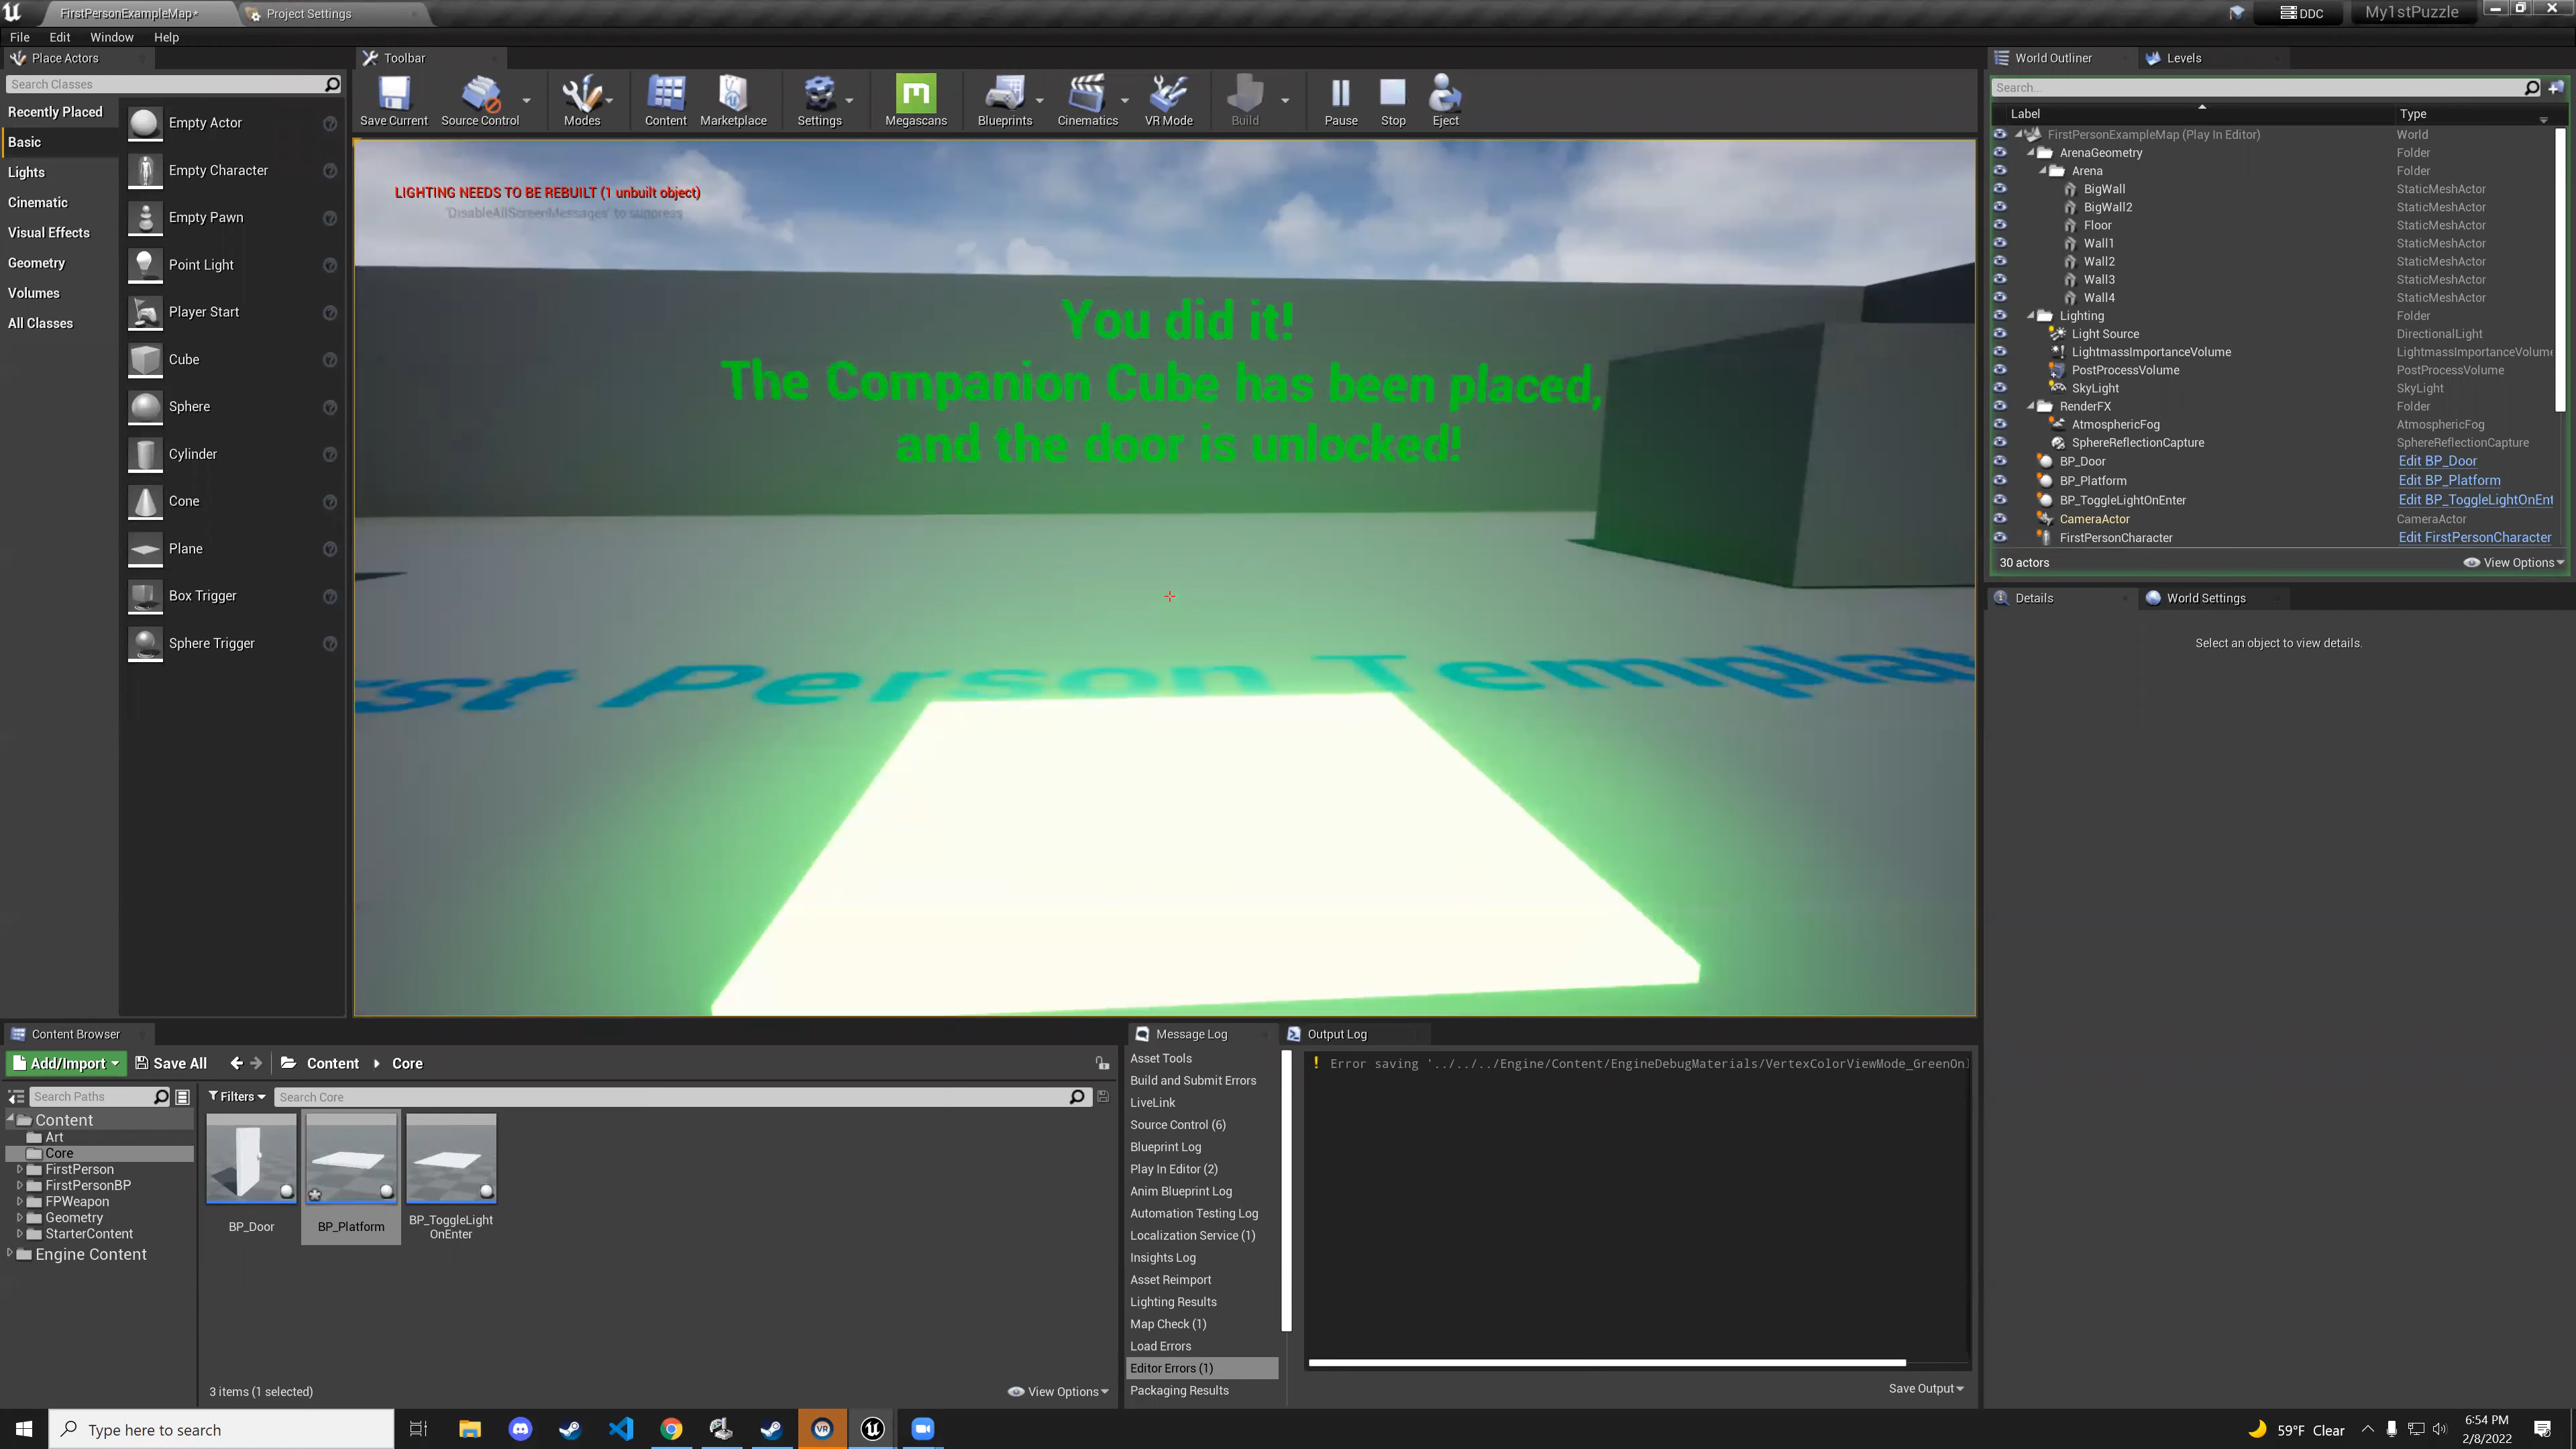 FirstPersonExampleMap*
Project Settings
DDC
My1stPuzzle
File Edit Window Help
Place Actors
Search Classes
Recently Placed
Basic
Lights
Cinematic
Visual Effects
Geometry
Volumes
All Classes
Empty Actor
Empty Character
Empty Pawn
Point Light
Player Start
Cube
Sphere
Cylinder
Cone
Plane
Box Trigger
Sphere Trigger
Toolbar
Save Current
Source Control
Modes
Content
Marketplace
Settings
Megascans
Blueprints
Cinematics
VR Mode
Build
Pause
Stop
Eject
LIGHTING NEEDS TO BE REBUILT (1 unbuilt object)
'DisableAllScreenMessages' to suppress
You did it!
The Companion Cube has been placed,
and the door is unlocked!
st Person Templat
World Outliner
Levels
Search...
Label Type
FirstPersonExampleMap (Play In Editor) World
ArenaGeometry Folder
Arena Folder
BigWall StaticMeshActor
BigWall2 StaticMeshActor
Floor StaticMeshActor
Wall1 StaticMeshActor
Wall2 StaticMeshActor
Wall3 StaticMeshActor
Wall4 StaticMeshActor
Lighting Folder
Light Source DirectionalLight
LightmassImportanceVolume LightmassImportanceVolume
PostProcessVolume PostProcessVolume
SkyLight SkyLight
RenderFX Folder
AtmosphericFog AtmosphericFog
SphereReflectionCapture SphereReflectionCapture
BP_Door Edit BP_Door
BP_Platform Edit BP_Platform
BP_ToggleLightOnEnter Edit BP_ToggleLightOnEnt
CameraActor CameraActor
FirstPersonCharacter Edit FirstPersonCharacter
30 actors
View Options
Details
World Settings
Select an object to view details.
Content Browser
Add/Import
Save All
Content
Core
Search Paths
Filters
Search Core
Content
Art
Core
FirstPerson
FirstPersonBP
FPWeapon
Geometry
StarterContent
Engine Content
BP_Door
BP_Platform
BP_ToggleLight
OnEnter
3 items (1 selected)
View Options
Message Log
Output Log
Asset Tools
Build and Submit Errors
LiveLink
Source Control (6)
Blueprint Log
Play In Editor (2)
Anim Blueprint Log
Automation Testing Log
Localization Service (1)
Insights Log
Asset Reimport
Lighting Results
Map Check (1)
Load Errors
Editor Errors (1)
Packaging Results
Error saving '../../../Engine/Content/EngineDebugMaterials/VertexColorViewMode_GreenOnl
Save Output
Type here to search
VR
59°F Clear
6:54 PM
2/8/2022